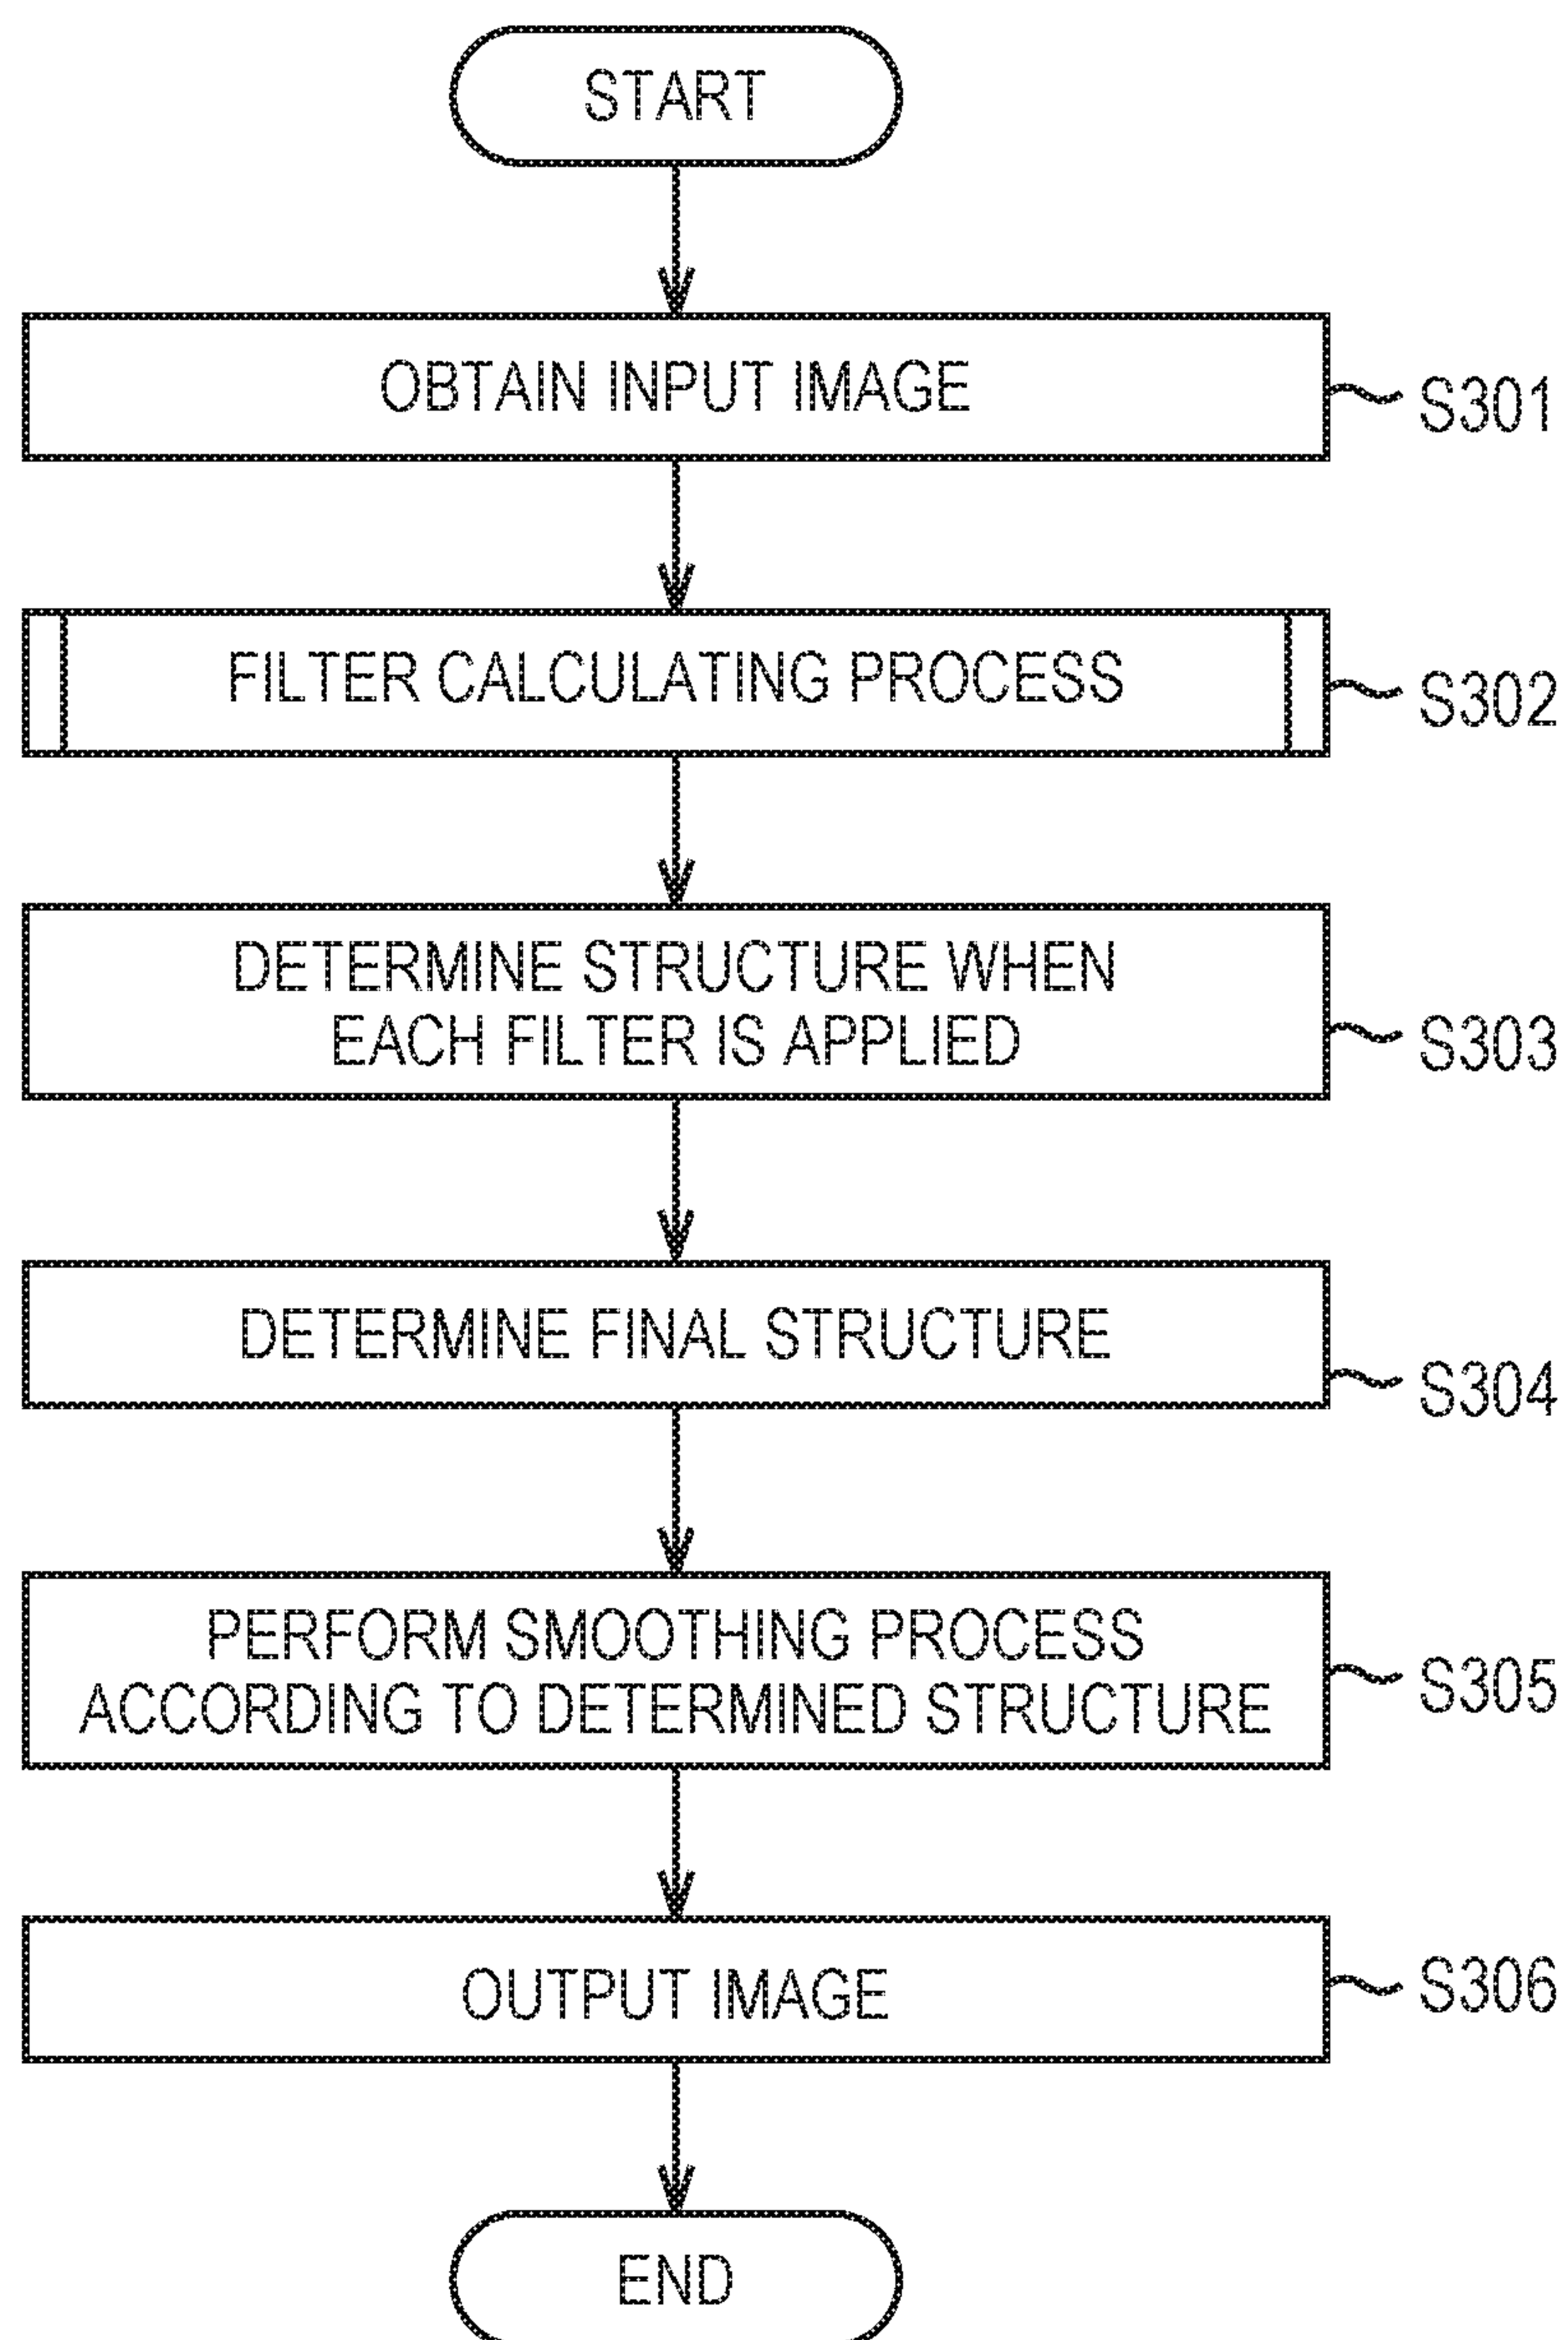 START
OBTAIN INPUT IMAGE
S301
FILTER CALCULATING PROCESS
S302
DETERMINE STRUCTURE WHEN
EACH FILTER IS APPLIED
S303
DETERMINE FINAL STRUCTURE
S304
PERFORM SMOOTHING PROCESS
ACCORDING TO DETERMINED STRUCTURE
S305
OUTPUT IMAGE
S306
END